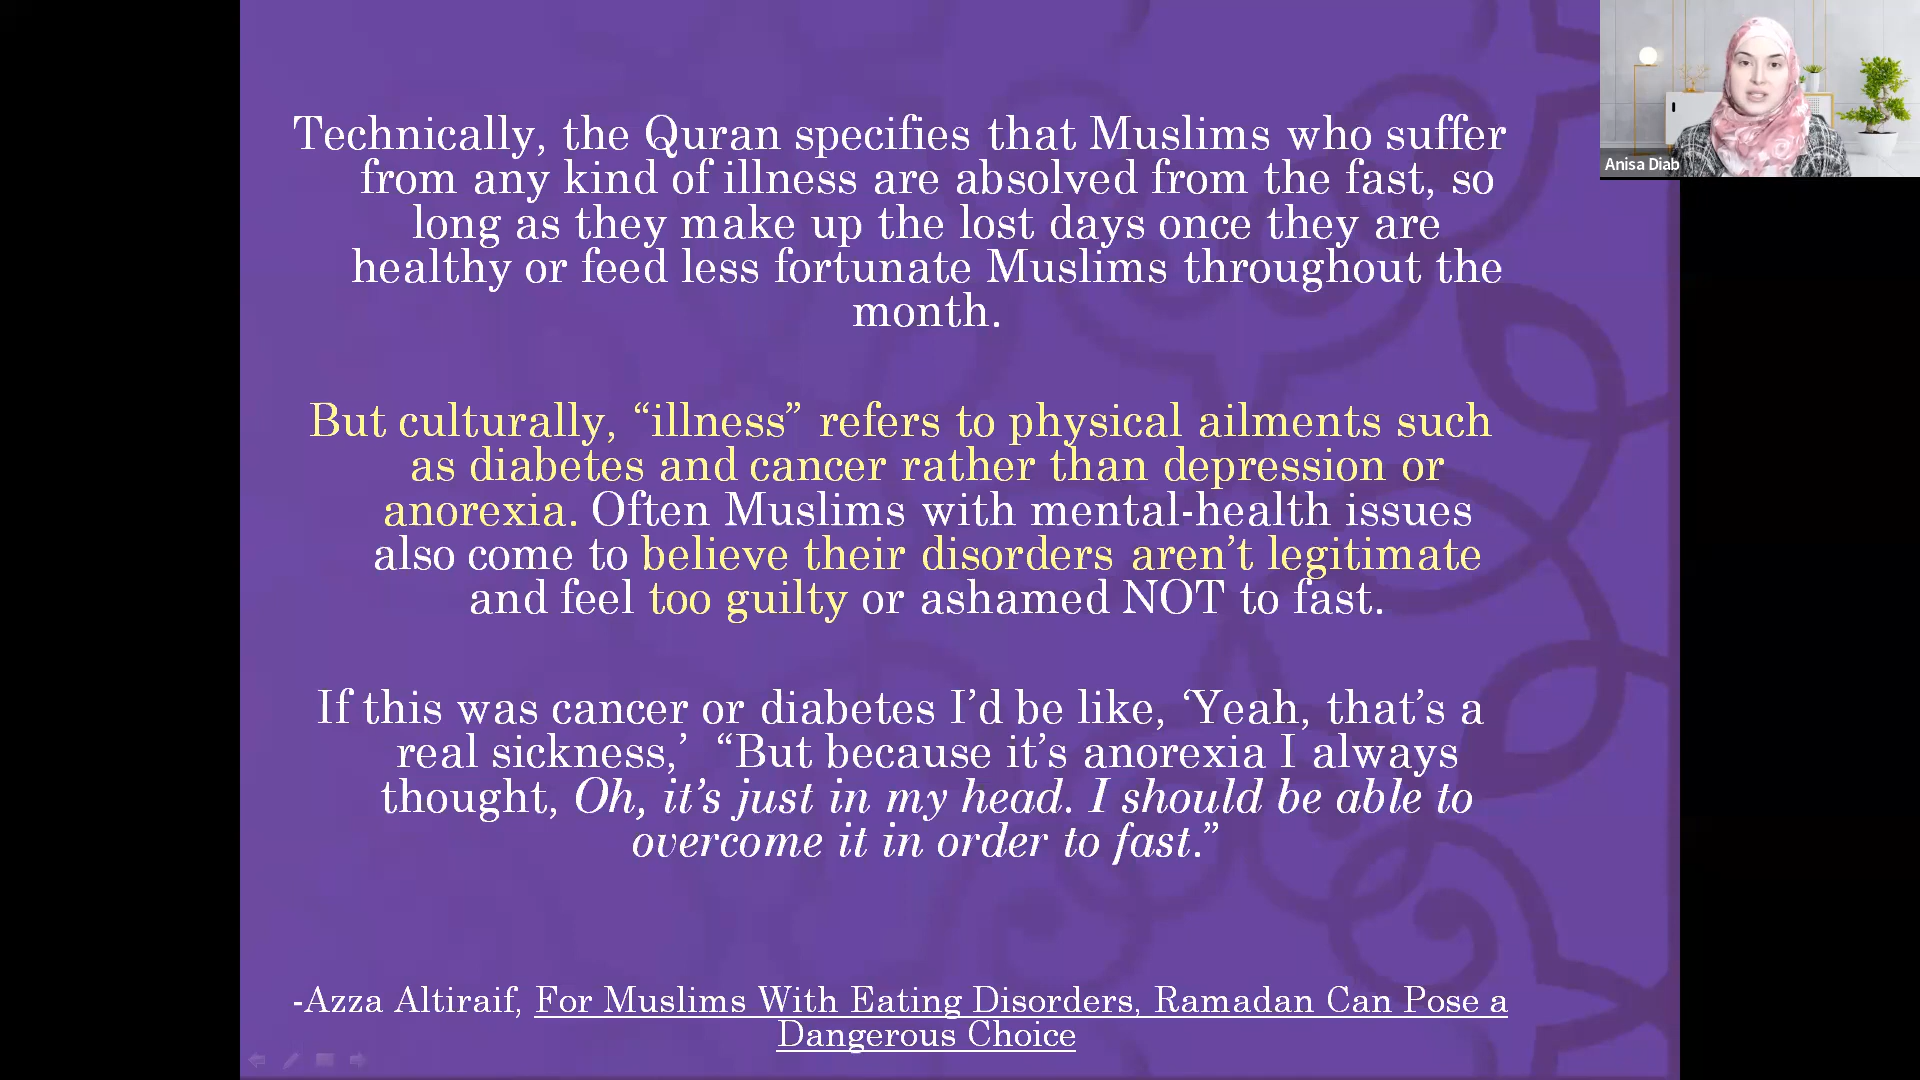 Technically, the Quran specifies that Muslims who suffer
from any kind of illness are absolved from the fast, so
long as they make up the lost days once they are
healthy or feed less fortunate Muslims throughout the
month.
But culturally, “illness” refers to physical ailments such
as diabetes and cancer rather than depression or
anorexia. Often Muslims with mental-health issues
also come to believe their disorders aren’t legitimate
and feel too guilty or ashamed NOT to fast.
If this was cancer or diabetes I’d be like, ‘Yeah, that’s a
real sickness,’ “But because it’s anorexia I always
thought, Oh, it’s just in my head. I should be able to
overcome it in order to fast.”
-Azza Altiraif, For Muslims With Eating Disorders, Ramadan Can Pose a
Dangerous Choice
Anisa Diab